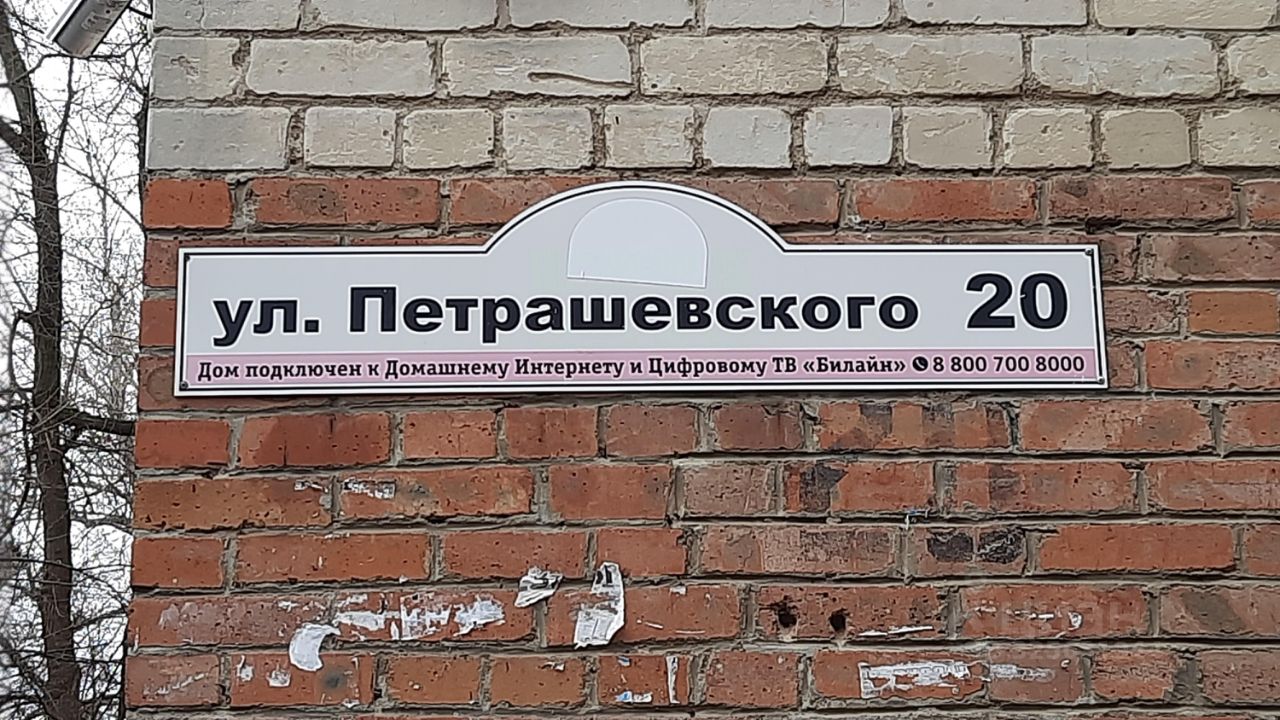 ул. Петрашевского 20
Дом подключен к Домашнему Интернету и Цифровому ТВ «Билайн» 8 800 700 8000